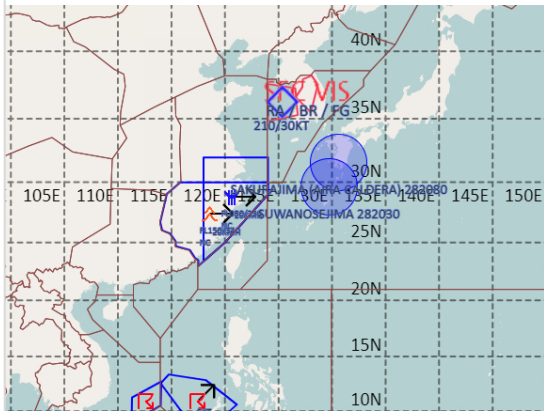 40N
SFC VIS
RA / BR / FG
35N
210/30KT
30N
105E 110E 115E 120E 125E 130E 135E 140E 145E 150E
SAKURAJIMA (AIRA CALDERA) 282080
SUWANOSEJIMA 282030
25N
20N
15N
10N